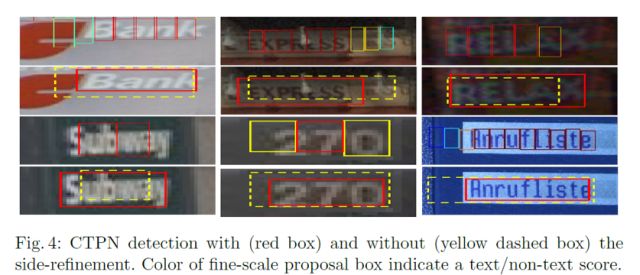 Bank
EXPRESS
RELAX
Bank
EXPRESS
RELAX
Subway
270
Anrufliste
Subway
270
Anrufliste
Fig. 4: CTPN detection with (red box) and without (yellow dashed box) the
side-refinement. Color of fine-scale proposal box indicate a text/non-text score.